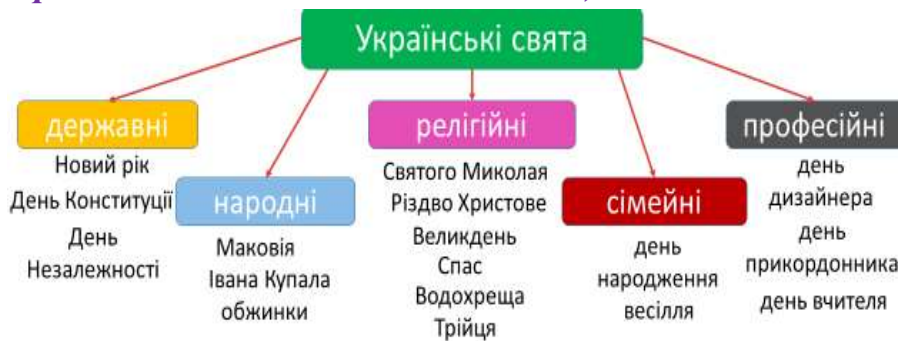 Українські свята
державні
Новий рік
День Конституції
День
Незалежності
народні
Маковія
Івана Купала
обжинки
релігійні
Святого Миколая
Різдво Христове
Великдень
Спас
Водохреща
Трійця
сімейні
день
народження
весілля
професійні
день
дизайнера
день
прикордонника
день вчителя